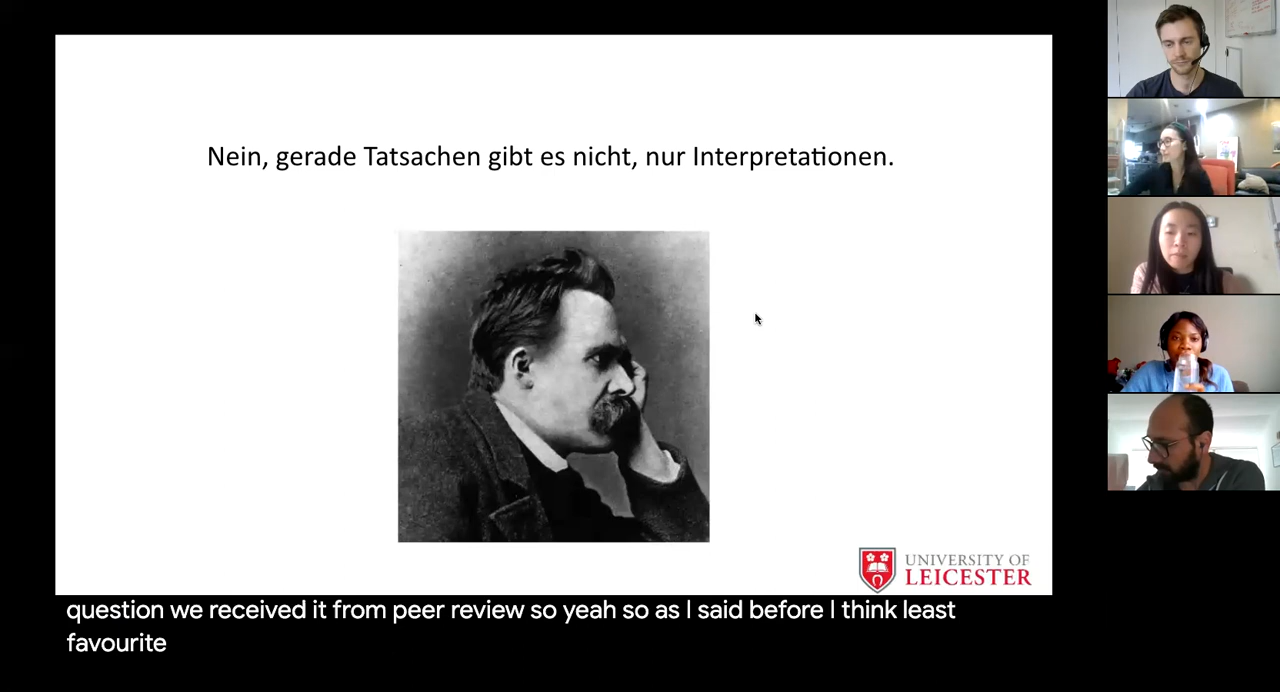 Nein, gerade Tatsachen gibt es nicht, nur Interpretationen.
UNIVERSITY OF
LEICESTER
question we received it from peer review so yeah so as I said before I think least
favourite